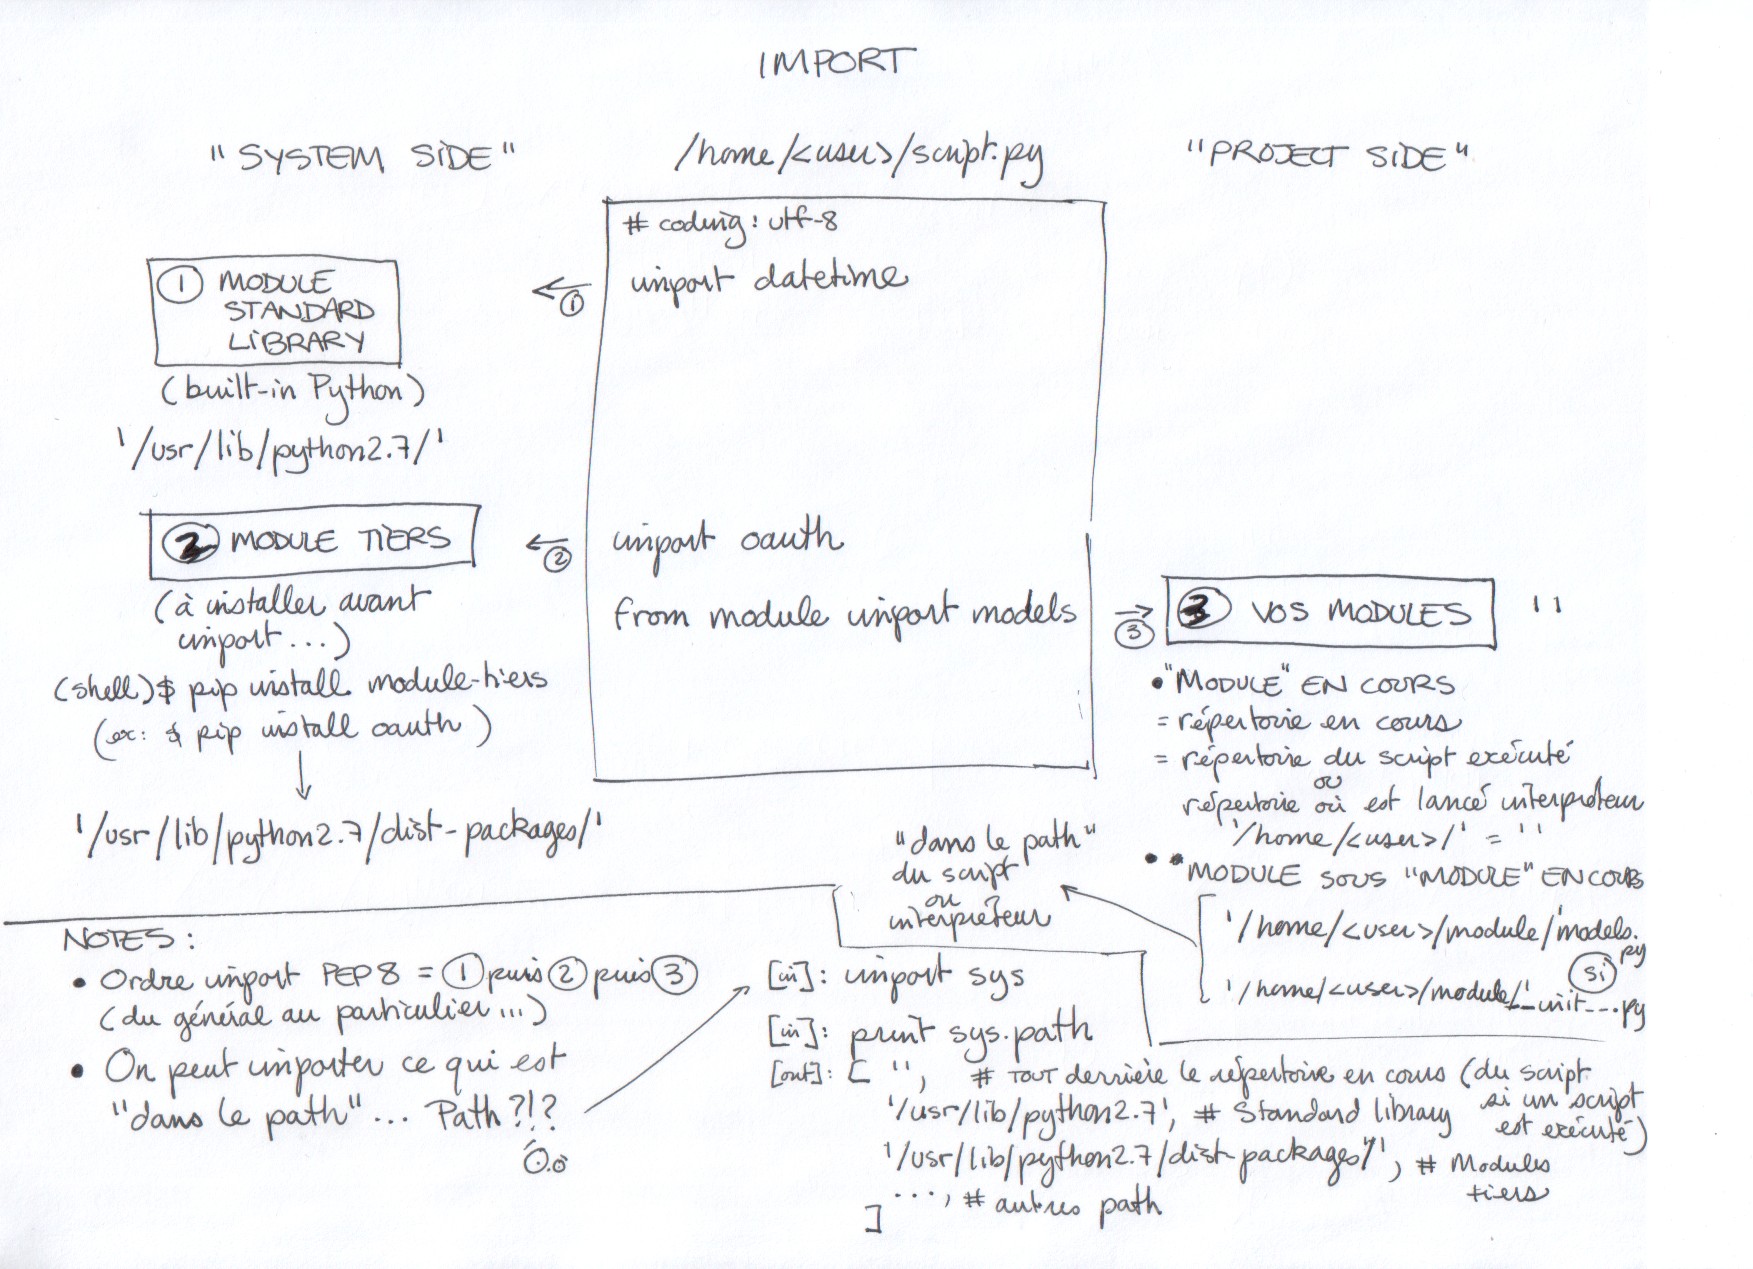 IMPORT
"SYSTEM SIDE"
/home/<user>/script.py
"PROJECT SIDE"
# coding: utf-8
import datetime
① MODULE
STANDARD
LIBRARY
← ①
(built-in Python)
'/usr/lib/python2.7/'
② MODULE TIERS
← ②
import oauth
from module import models
→ ③
③ VOS MODULES
''
(à installer avant
import...)
(shell)$ pip install module-tiers
(ex: $ pip install oauth)
↓
'/usr/lib/python2.7/dist-packages/'
• "MODULE" EN COURS
= répertoire en cours
= répertoire du script exécuté
ou
répertoire où est lancé interpréteur
'/home/<user>/' = ''
• "MODULE SOUS "MODULE" EN COURS
'/home/<user>/module/models.
py
si
'/home/<user>/module/'__init__.py
"dans le path"
du script
ou
interpréteur
NOTES :
• Ordre import PEP8 = ① puis ② puis ③
(du général au particulier...)
• On peut importer ce qui est
"dans le path"... Path ?!?
O.o
[in]: import sys
[in]: print sys.path
[out]: [ '', # TOUT derrière le répertoire en cours (du script
si un script
est exécuté)
'/usr/lib/python2.7', # Standard library
'/usr/lib/python2.7/dist-packages/', # Modules
tiers
..., # autres path
]